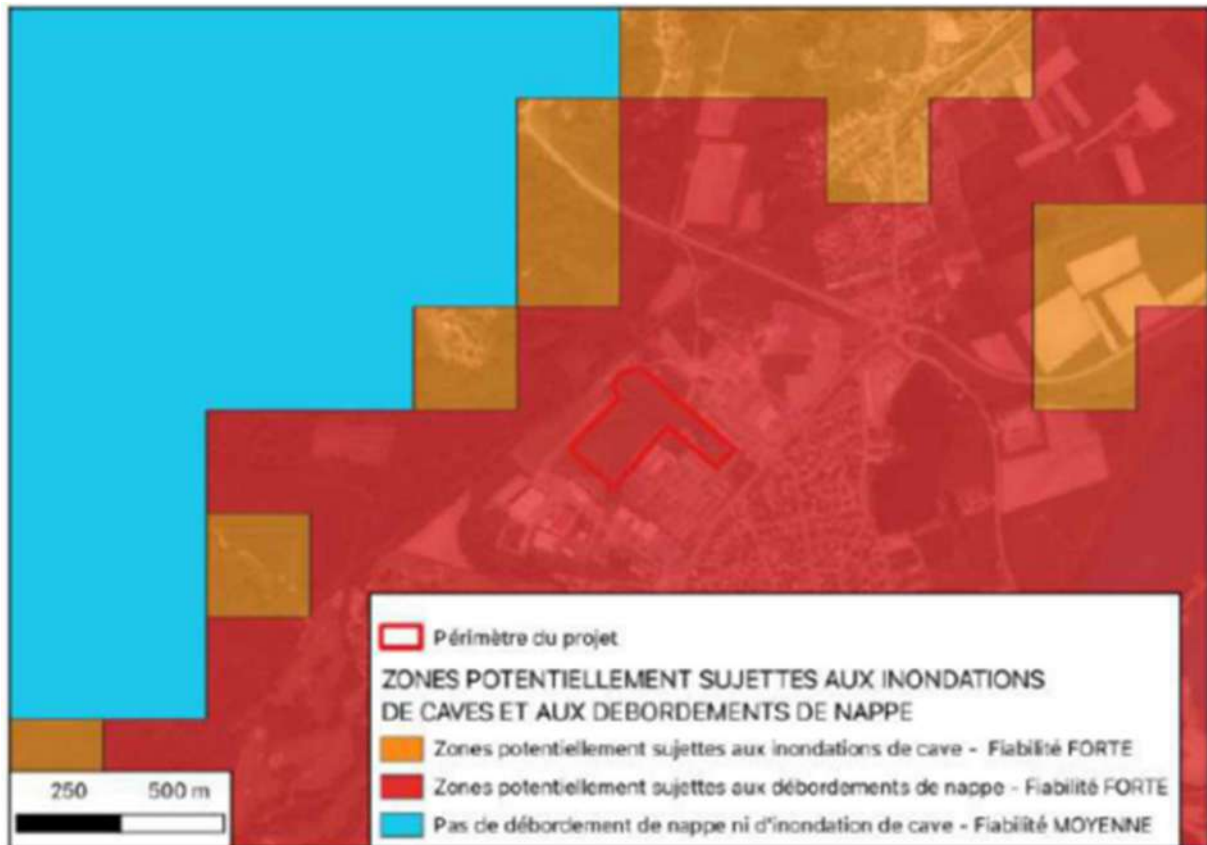 Périmètre du projet
ZONES POTENTIELLEMENT SUJETTES AUX INONDATIONS
DE CAVES ET AUX DEBORDEMENTS DE NAPPE
Zones potentiellement sujettes aux inondations de cave - Fiabilité FORTE
Zones potentiellement sujettes aux débordements de nappe - Fiabilité FORTE
Pas de débordement de nappe ni d'inondation de cave - Fiabilité MOYENNE
250 500 m